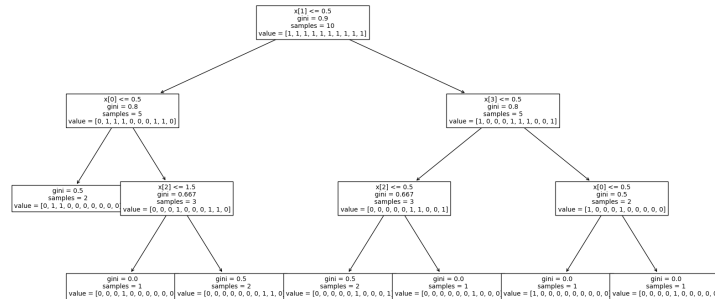 x[1] <= 0.5
gini = 0.9
samples = 10
value = [1, 1, 1, 1, 1, 1, 1, 1, 1, 1]
x[0] <= 0.5
gini = 0.8
samples = 5
value = [0, 1, 1, 1, 0, 0, 0, 1, 1, 0]
x[3] <= 0.5
gini = 0.8
samples = 5
value = [1, 0, 0, 0, 1, 1, 1, 0, 0, 1]
gini = 0.5
samples = 2
value = [0, 1, 1, 0, 0, 0, 0, 0, 0, 0
x[2] <= 1.5
gini = 0.667
samples = 3
value = [0, 0, 0, 1, 0, 0, 0, 1, 1, 0]
x[2] <= 0.5
gini = 0.667
samples = 3
value = [0, 0, 0, 0, 0, 1, 1, 0, 0, 1]
x[0] <= 0.5
gini = 0.5
samples = 2
value = [1, 0, 0, 0, 1, 0, 0, 0, 0, 0]
gini = 0.0
samples = 1
value = [0, 0, 0, 1, 0, 0, 0, 0, 0, 0
gini = 0.5
samples = 2
value = [0, 0, 0, 0, 0, 0, 0, 1, 1, 0
gini = 0.5
samples = 2
value = [0, 0, 0, 0, 0, 1, 0, 0, 0, 1
gini = 0.0
samples = 1
value = [0, 0, 0, 0, 0, 0, 1, 0, 0, 0
gini = 0.0
samples = 1
value = [1, 0, 0, 0, 0, 0, 0, 0, 0, 0
gini = 0.0
samples = 1
value = [0, 0, 0, 0, 1, 0, 0, 0, 0, 0